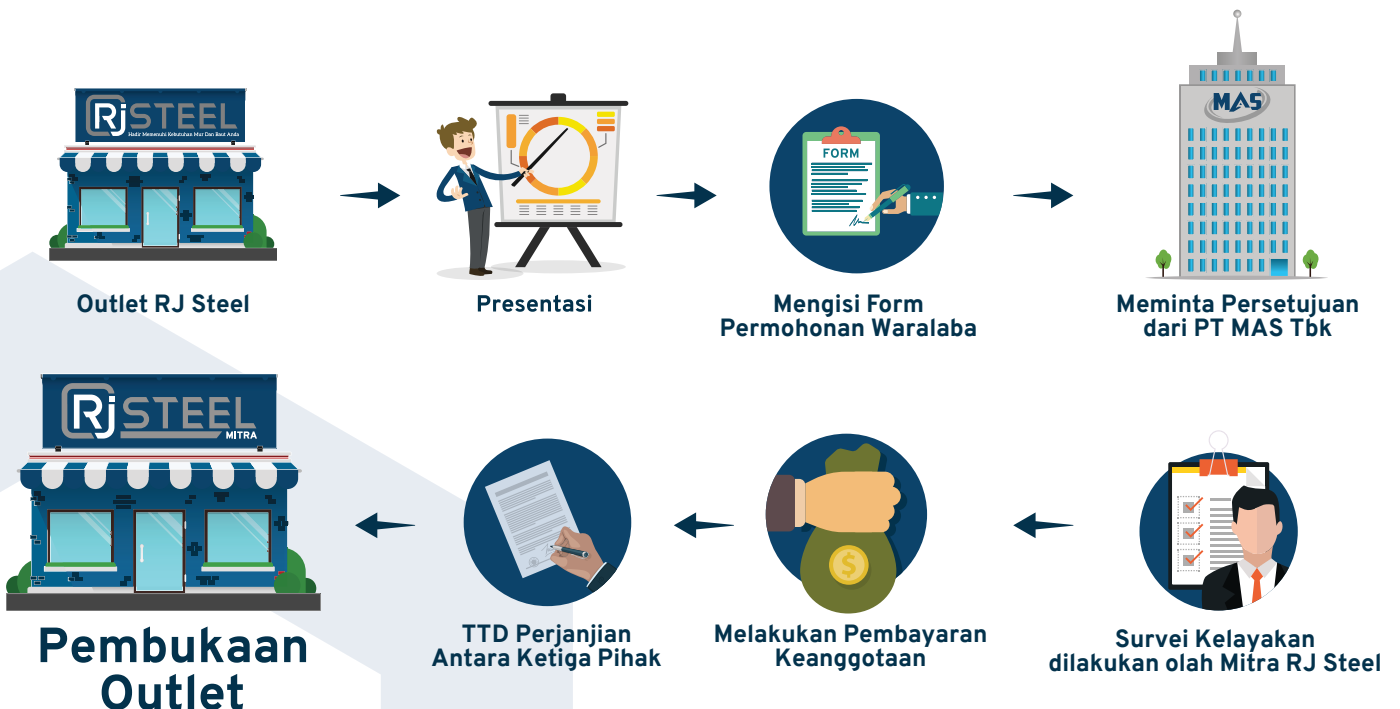 RJ STEEL
Hadir Memenuhi Kebutuhan Mur Dan Baut Anda
Outlet RJ Steel
Presentasi
FORM
Mengisi Form
Permohonan Waralaba
MAS
Meminta Persetujuan
dari PT MAS Tbk
Survei Kelayakan
dilakukan olah Mitra RJ Steel
$
Melakukan Pembayaran
Keanggotaan
TTD Perjanjian
Antara Ketiga Pihak
Rj STEEL
MITRA
Pembukaan
Outlet